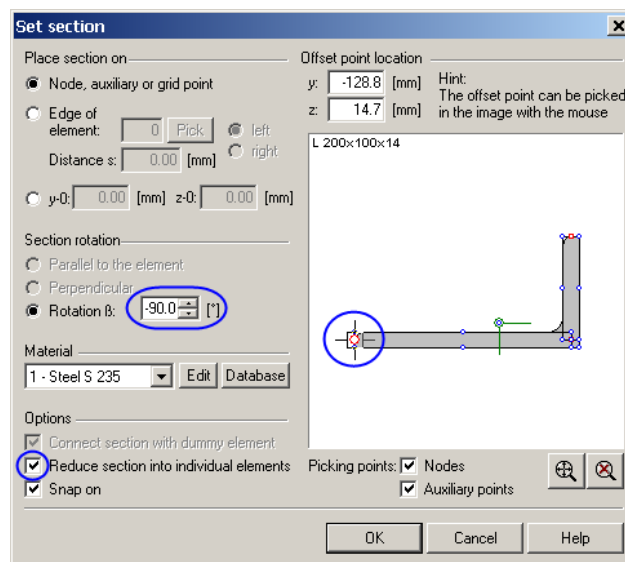 Set section
Place section on
Node, auxiliary or grid point
Edge of
element: 0 Pick left
right
Distance s: 0.00 [mm]
y-0: 0.00 [mm] z-0: 0.00 [mm]
Section rotation
Parallel to the element
Perpendicular
Rotation ß: -90.0 [°]
Material
1 - Steel S 235 Edit Database
Options
Connect section with dummy element
Reduce section into individual elements
Snap on
Offset point location
y: -128.8 [mm] Hint:
z: 14.7 [mm] The offset point can be picked
in the image with the mouse
L 200x100x14
Picking points: Nodes
Auxiliary points
OK Cancel Help